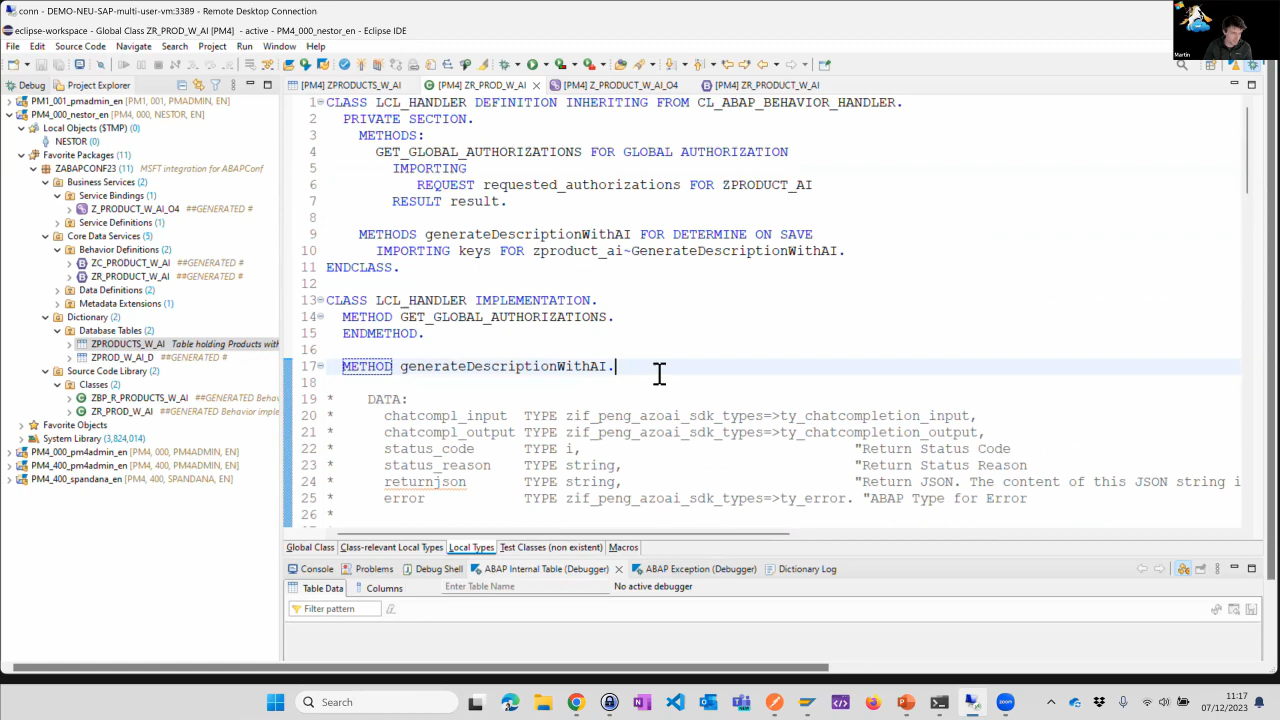 conn - DEMO-NEU-SAP-multi-user-vm:3389 - Remote Desktop Connection
eclipse-workspace - Global Class ZR_PROD_W_AI [PM4] - active - PM4_000_nestor_en - Eclipse IDE
File Edit Source Code Navigate Search Project Run Window Help
Martin
Debug Project Explorer
[PM4] ZPRODUCTS_W_AI [PM4] ZR_PROD_W_AI [PM4] Z_PRODUCT_W_AI_O4 [PM4] ZR_PRODUCT_W_AI
PM1_001_pmadmin_en [PM1, 001, PMADMIN, EN]
PM4_000_nestor_en [PM4, 000, NESTOR, EN]
Local Objects ($TMP) (0)
NESTOR (0)
Favorite Packages (11)
ZABAPCONF23 (11) MSFT integration for ABAPConf
Business Services (2)
Service Bindings (1)
Z_PRODUCT_W_AI_O4 ##GENERATED #
Service Definitions (1)
Core Data Services (5)
Behavior Definitions (2)
ZC_PRODUCT_W_AI ##GENERATED #
ZR_PRODUCT_W_AI ##GENERATED #
Data Definitions (2)
Metadata Extensions (1)
Dictionary (2)
Database Tables (2)
ZPRODUCTS_W_AI Table holding Products with
ZPROD_W_AI_D ##GENERATED #
Source Code Library (2)
Classes (2)
ZBP_R_PRODUCTS_W_AI ##GENERATED
ZR_PROD_W_AI ##GENERATED Behavior imple
Favorite Objects
System Library (3,824,014)
PM4_000_pm4admin_en [PM4, 000, PM4ADMIN, EN]
PM4_400_pm4admin_en [PM4, 400, PM4ADMIN, EN]
PM4_400_spandana_en [PM4, 400, SPANDANA, EN]
1 CLASS LCL_HANDLER DEFINITION INHERITING FROM CL_ABAP_BEHAVIOR_HANDLER.
2 PRIVATE SECTION.
3 METHODS:
4 GET_GLOBAL_AUTHORIZATIONS FOR GLOBAL AUTHORIZATION
5 IMPORTING
6 REQUEST requested_authorizations FOR ZPRODUCT_AI
7 RESULT result.
8
9 METHODS generateDescriptionWithAI FOR DETERMINE ON SAVE
10 IMPORTING keys FOR zproduct_ai~GenerateDescriptionWithAI.
11 ENDCLASS.
12
13 CLASS LCL_HANDLER IMPLEMENTATION.
14 METHOD GET_GLOBAL_AUTHORIZATIONS.
15 ENDMETHOD.
16
17 METHOD generateDescriptionWithAI.
18
19 * DATA:
20 * chatcompl_input TYPE zif_peng_azoai_sdk_types=>ty_chatcompletion_input,
21 * chatcompl_output TYPE zif_peng_azoai_sdk_types=>ty_chatcompletion_output,
22 * status_code TYPE i, "Return Status Code
23 * status_reason TYPE string, "Return Status Reason
24 * returnjson TYPE string, "Return JSON. The content of this JSON string i
25 * error TYPE zif_peng_azoai_sdk_types=>ty_error. "ABAP Type for Error
26 *
Global Class Class-relevant Local Types Local Types Test Classes (non existent) Macros
Console Problems Debug Shell ABAP Internal Table (Debugger) ABAP Exception (Debugger) Dictionary Log
Table Data Columns Enter Table Name No active debugger
Filter pattern
Search
11:17
07/12/2023